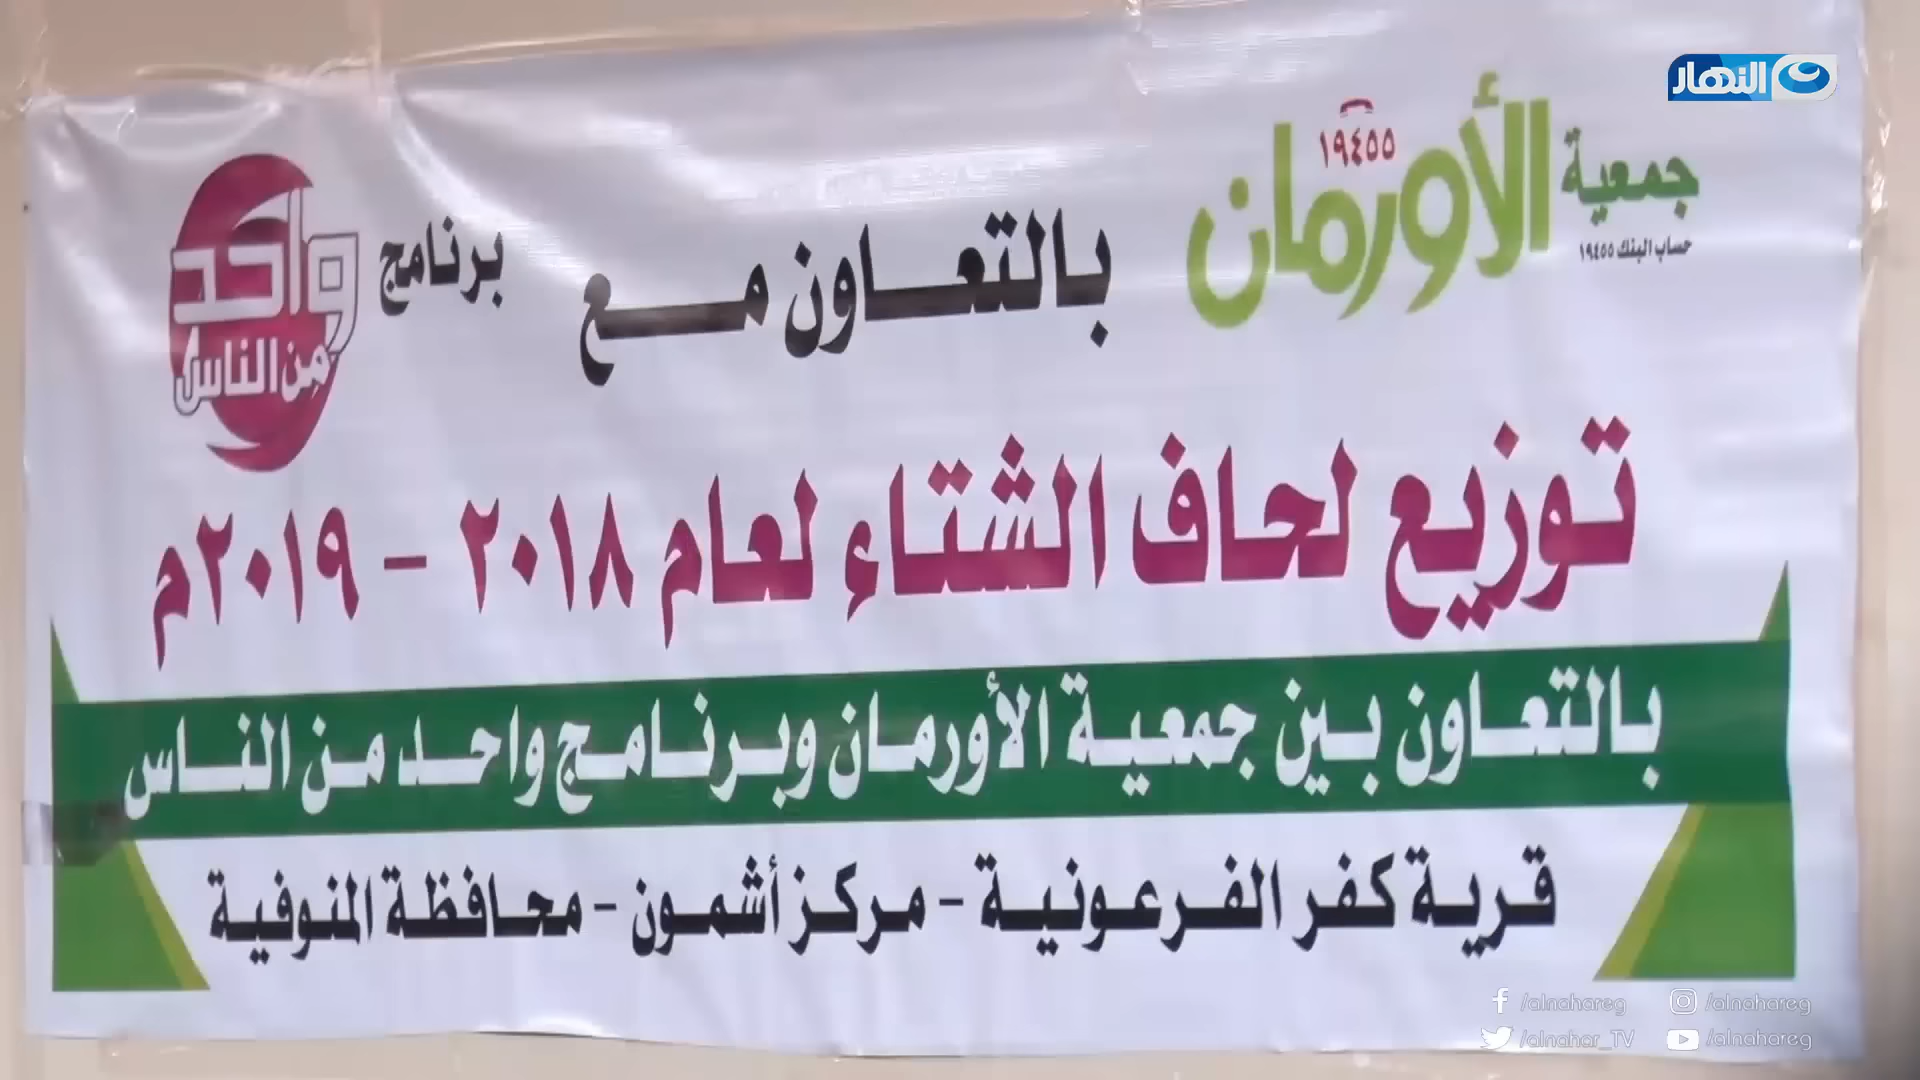 النهار
جمعية الأورمان
١٩٤٥٥
حساب البنك ١٩٤٥٥
بالتعاون مع
برنامج
واحد من الناس
توزيع لحاف الشتاء لعام ٢٠١٨ - ٢٠١٩م
بالتعاون بين جمعية الأورمان وبرنامج واحد من الناس
قرية كفر الفرعونية - مركز أشمون - محافظة المنوفية
/alnahareg /alnahareg
/alnahar_TV /alnahareg